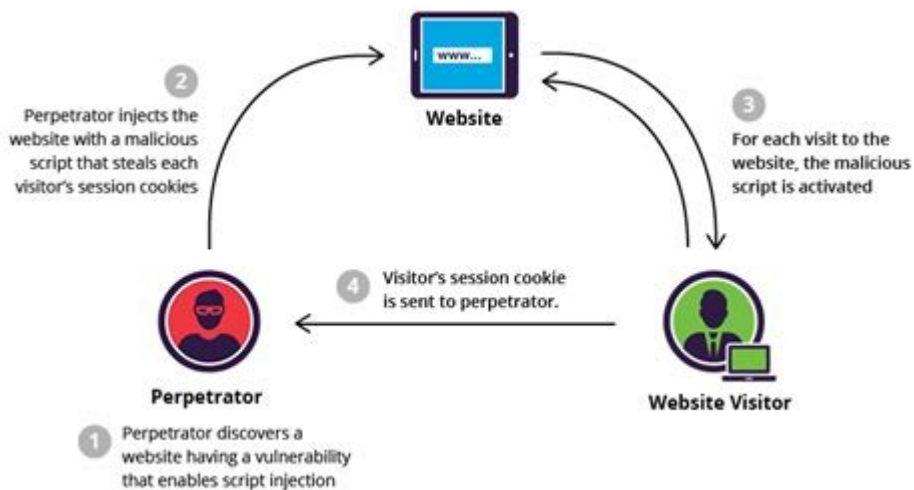 www...
Website
2
Perpetrator injects the
website with a malicious
script that steals each
visitor's session cookies
3
For each visit to the
website, the malicious
script is activated
4
Visitor's session cookie
is sent to perpetrator.
Perpetrator
Website Visitor
1
Perpetrator discovers a
website having a vulnerability
that enables script injection